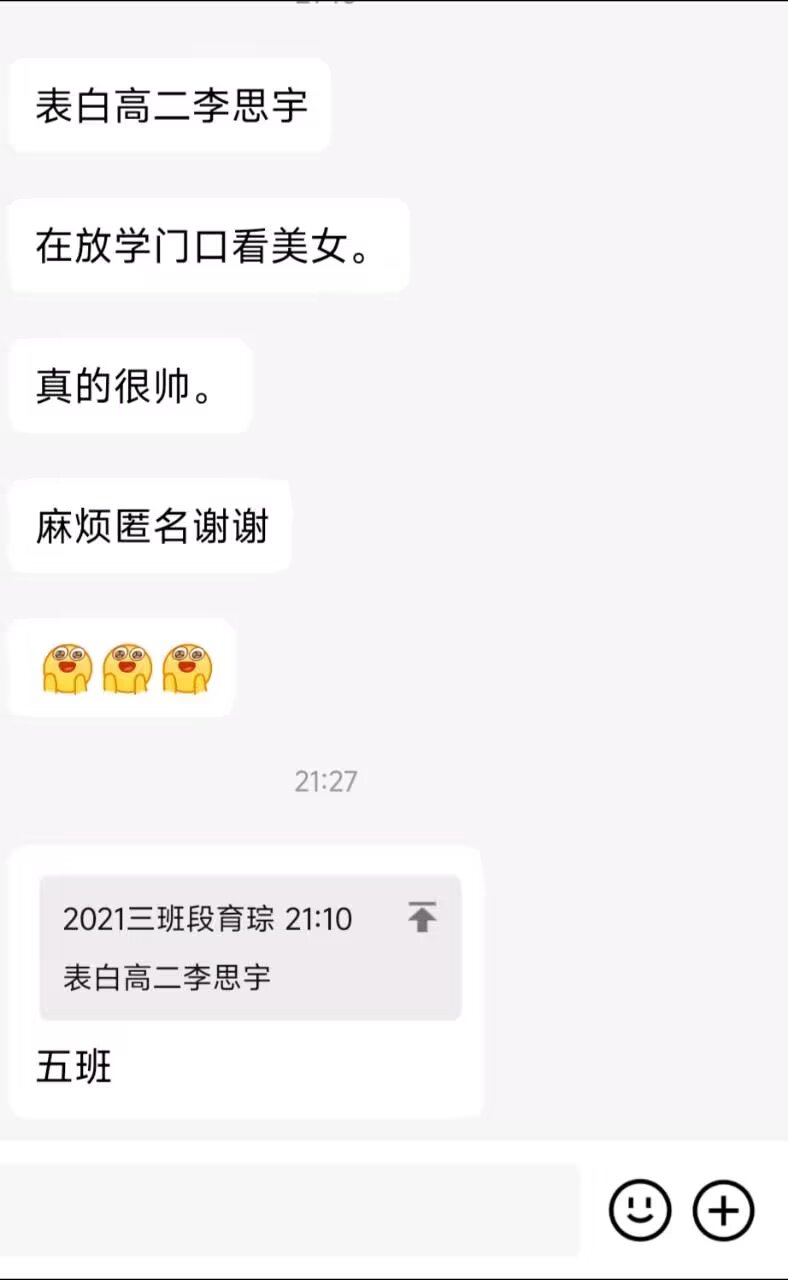 表白高二李思宇
在放学门口看美女。
真的很帅。
麻烦匿名谢谢
21:27
2021三班段育琮 21:10
表白高二李思宇
五班